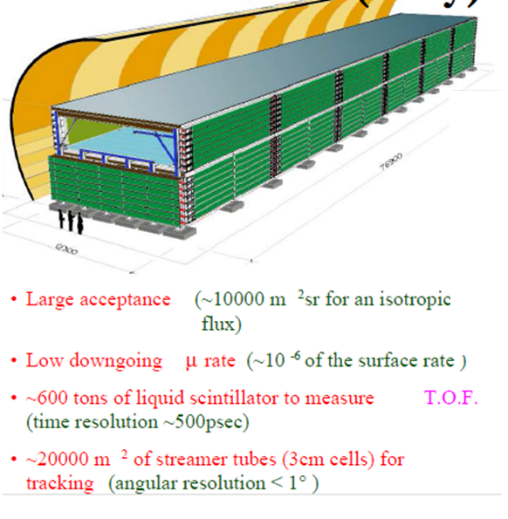 76900
12300
• Large acceptance (~10000 m ²sr for an isotropic
flux)
• Low downgoing μ rate (~10 ⁻⁶ of the surface rate )
• ~600 tons of liquid scintillator to measure T.O.F.
(time resolution ~500psec)
• ~20000 m ² of streamer tubes (3cm cells) for
tracking (angular resolution < 1° )